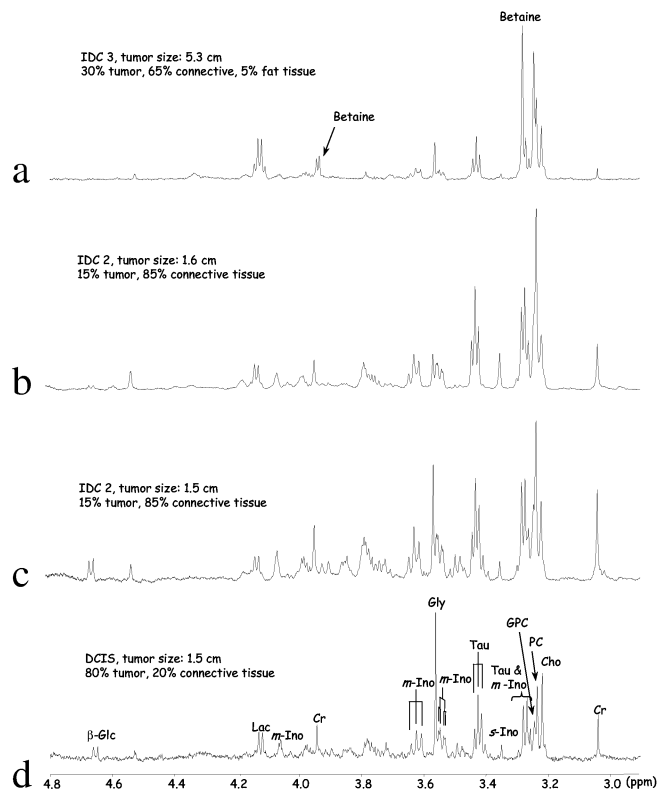 Betaine
IDC 3, tumor size: 5.3 cm
30% tumor, 65% connective, 5% fat tissue
Betaine
a
IDC 2, tumor size: 1.6 cm
15% tumor, 85% connective tissue
b
IDC 2, tumor size: 1.5 cm
15% tumor, 85% connective tissue
c
DCIS, tumor size: 1.5 cm
80% tumor, 20% connective tissue
Gly
GPC
PC
Tau
Cho
m-Ino
m-Ino
Tau &
m-Ino
β-Glc
Lac
m-Ino
Cr
s-Ino
Cr
d
4.8 4.6 4.4 4.2 4.0 3.8 3.6 3.4 3.2 3.0 (ppm)